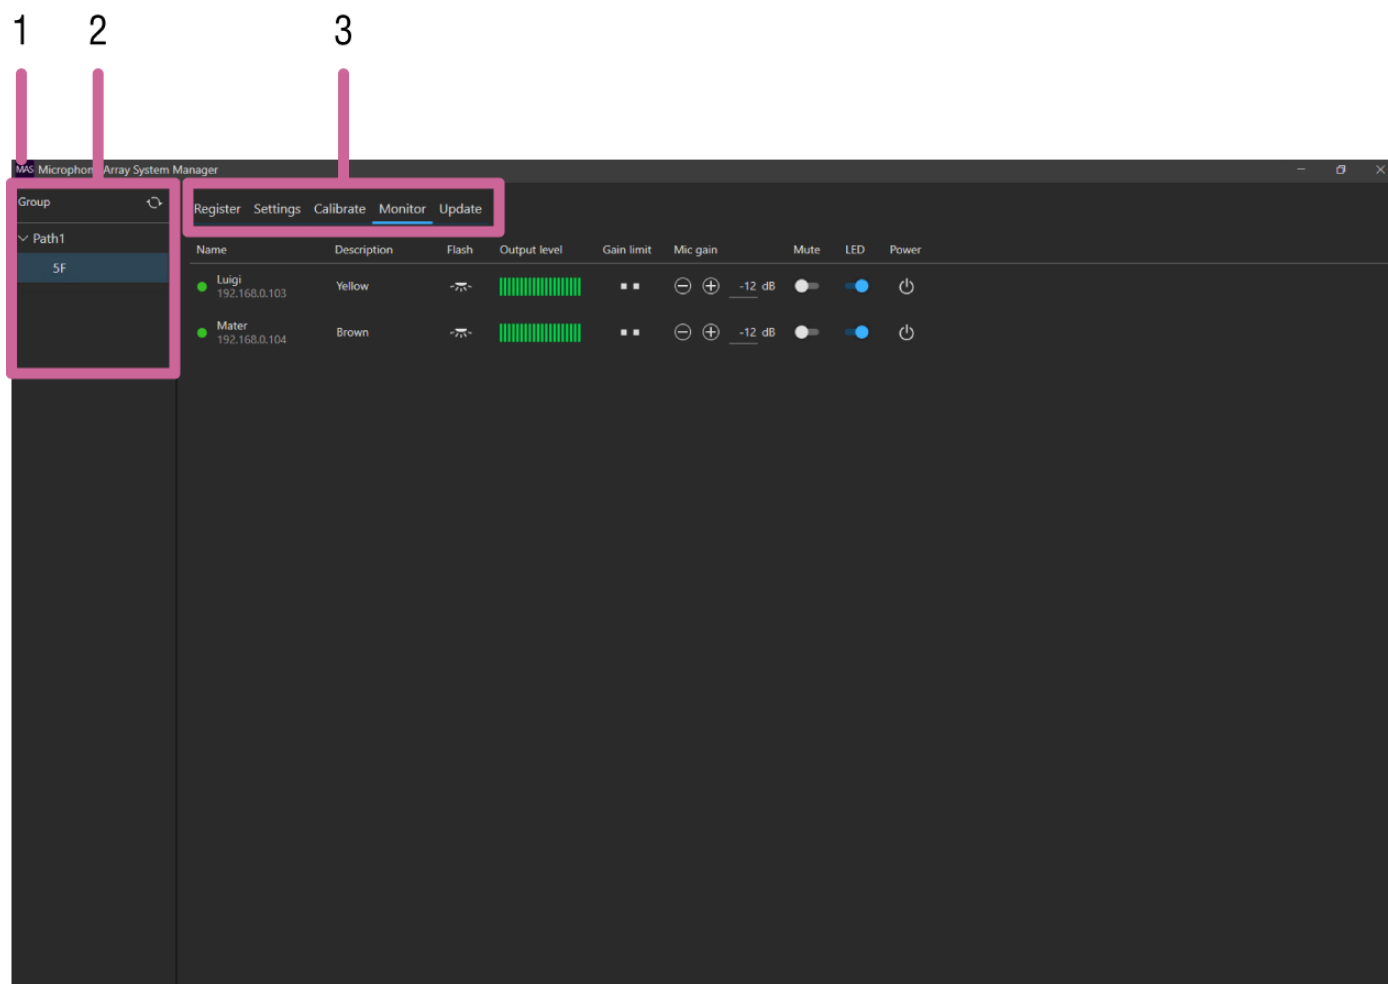 1 2 3
MAS Microphone Array System Manager
Group
Register Settings Calibrate Monitor Update
Path1
5F
Name Description Flash Output level Gain limit Mic gain Mute LED Power
Luigi
192.168.0.103
Yellow
-12 dB
Mater
192.168.0.104
Brown
-12 dB